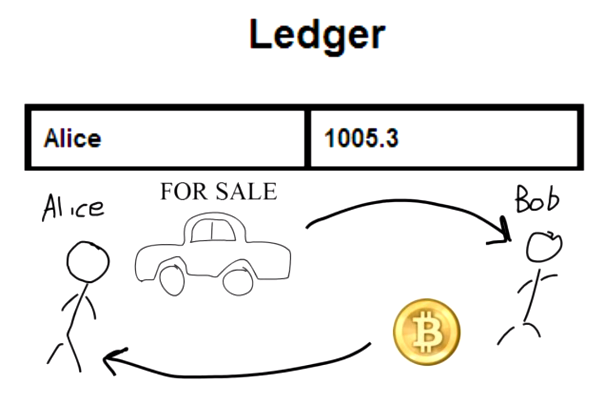 Ledger
Alice 1005.3
Alice
FOR SALE
Bob
B